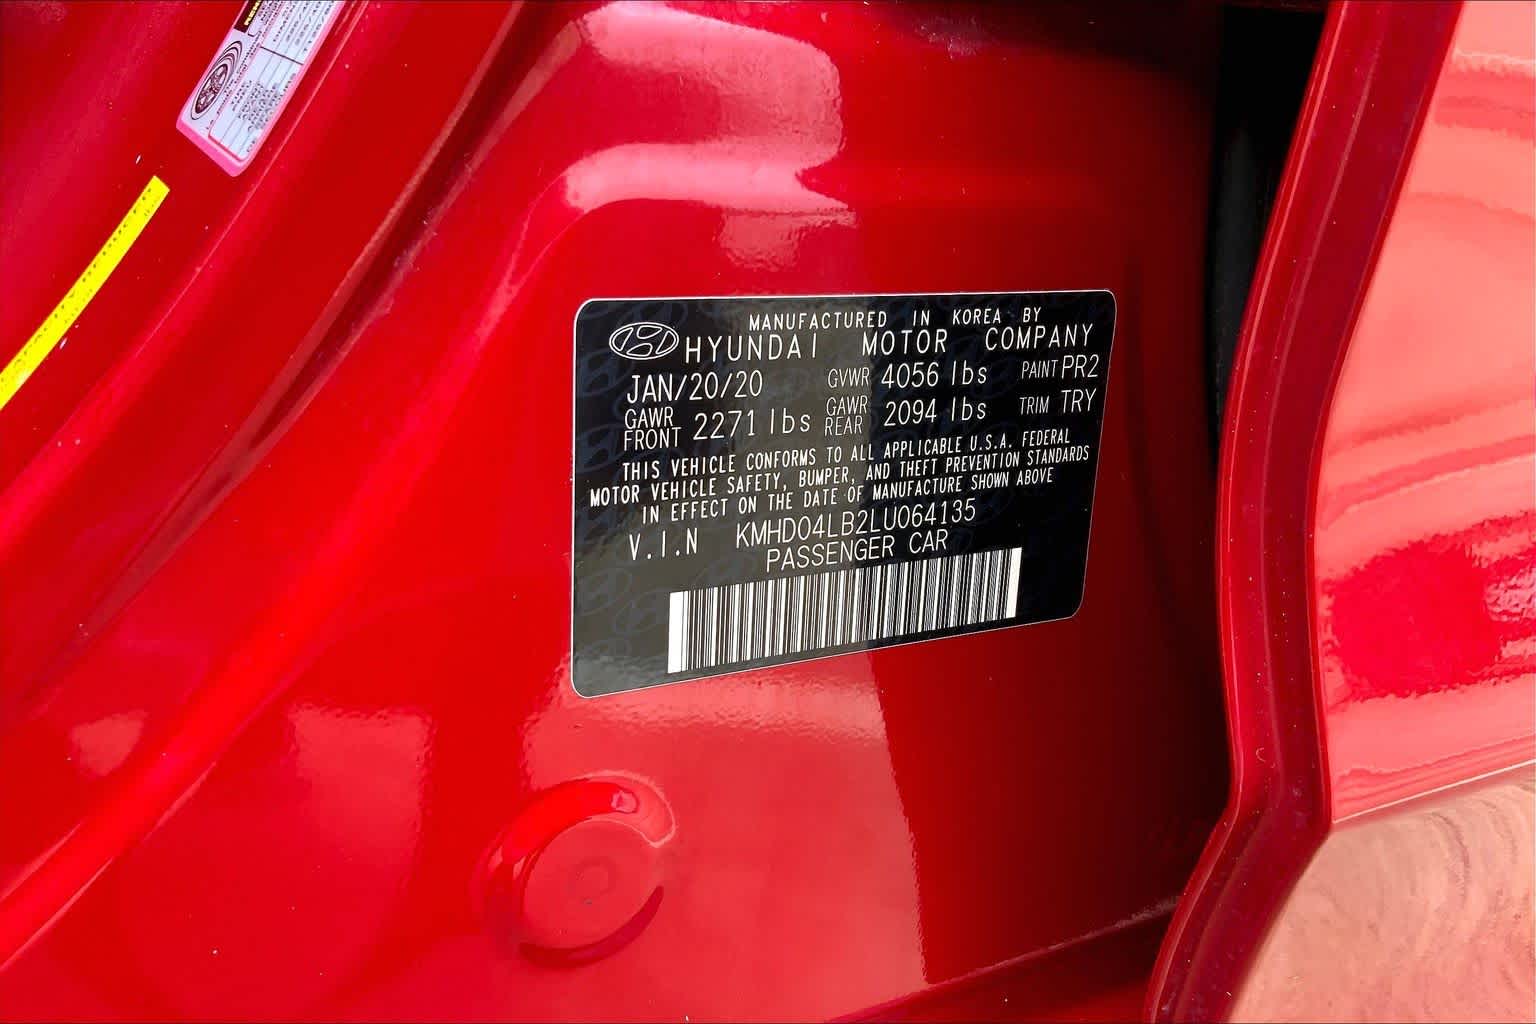 MANUFACTURED IN KOREA BY
HYUNDAI MOTOR COMPANY
JAN/20/20 GVWR 4056 lbs PAINT PR2
GAWR FRONT 2271 lbs GAWR REAR 2094 lbs TRIM TRY
THIS VEHICLE CONFORMS TO ALL APPLICABLE U.S.A. FEDERAL
MOTOR VEHICLE SAFETY, BUMPER, AND THEFT PREVENTION STANDARDS
IN EFFECT ON THE DATE OF MANUFACTURE SHOWN ABOVE
V.I.N KMHD04LB2LU064135
PASSENGER CAR